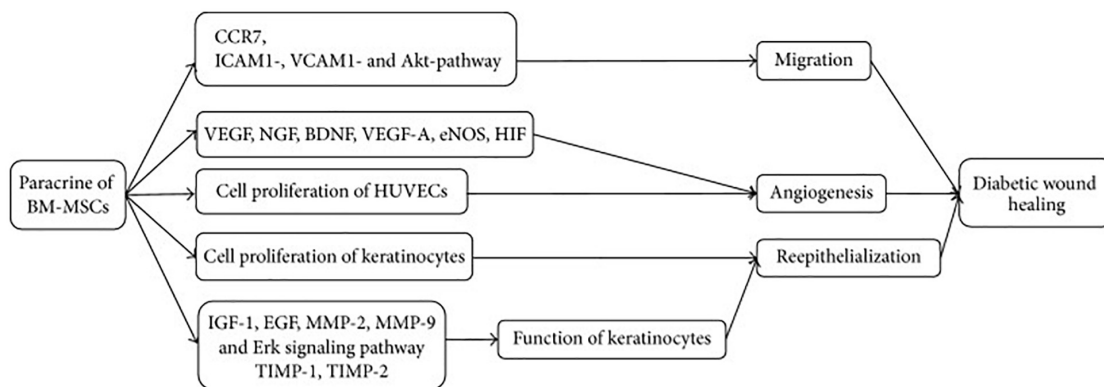 CCR7,
ICAM1-, VCAM1- and Akt-pathway
Migration
VEGF, NGF, BDNF, VEGF-A, eNOS, HIF
Paracrine of
BM-MSCs
Cell proliferation of HUVECs
Angiogenesis
Diabetic wound
healing
Cell proliferation of keratinocytes
Reepithelialization
IGF-1, EGF, MMP-2, MMP-9
and Erk signaling pathway
TIMP-1, TIMP-2
Function of keratinocytes